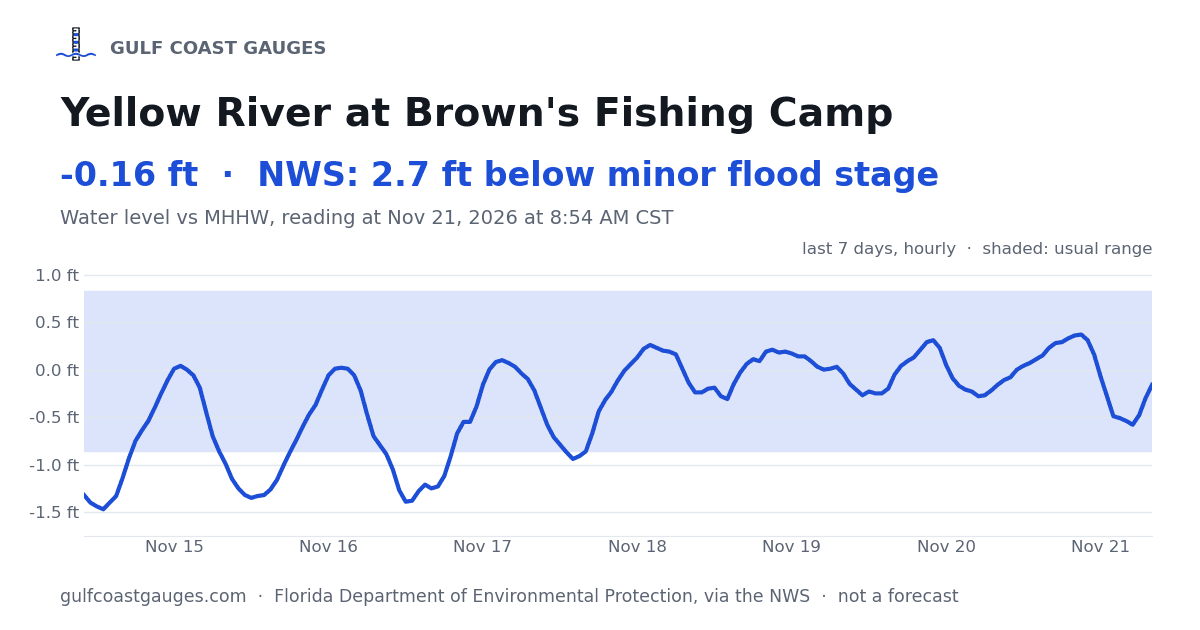 GULF COAST GAUGES
Yellow River at Brown's Fishing Camp
-0.16 ft · NWS: 2.7 ft below minor flood stage
Water level vs MHHW, reading at Nov 21, 2026 at 8:54 AM CST
last 7 days, hourly · shaded: usual range
1.0 ft
0.5 ft
0.0 ft
-0.5 ft
-1.0 ft
-1.5 ft
Nov 15 Nov 16 Nov 17 Nov 18 Nov 19 Nov 20 Nov 21
gulfcoastgauges.com · Florida Department of Environmental Protection, via the NWS · not a forecast